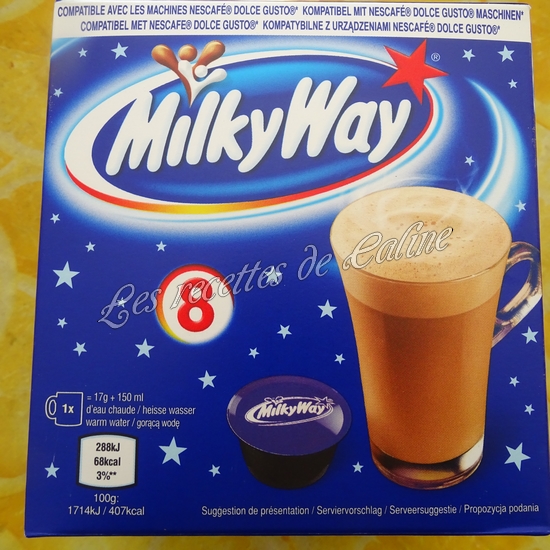 COMPATIBLE AVEC LES MACHINES NESCAFÉ® DOLCE GUSTO®* KOMPATIBEL MIT NESCAFÉ® DOLCE GUSTO® MASCHINEN*
COMPATIBEL MET NESCAFÉ® DOLCE GUSTO®* KOMPATYBILNE Z URZĄDZENIAMI NESCAFÉ® DOLCE GUSTO®*
MilkyWay®
Les recettes de Caline
8
1x = 17g + 150 ml
d'eau chaude / heisse wasser
warm water / gorącą wodę
MilkyWay
288kJ
68kcal
3%**
100g:
1714kJ / 407kcal
Suggestion de présentation / Serviervorschlag / Serveersuggestie / Propozycja podania